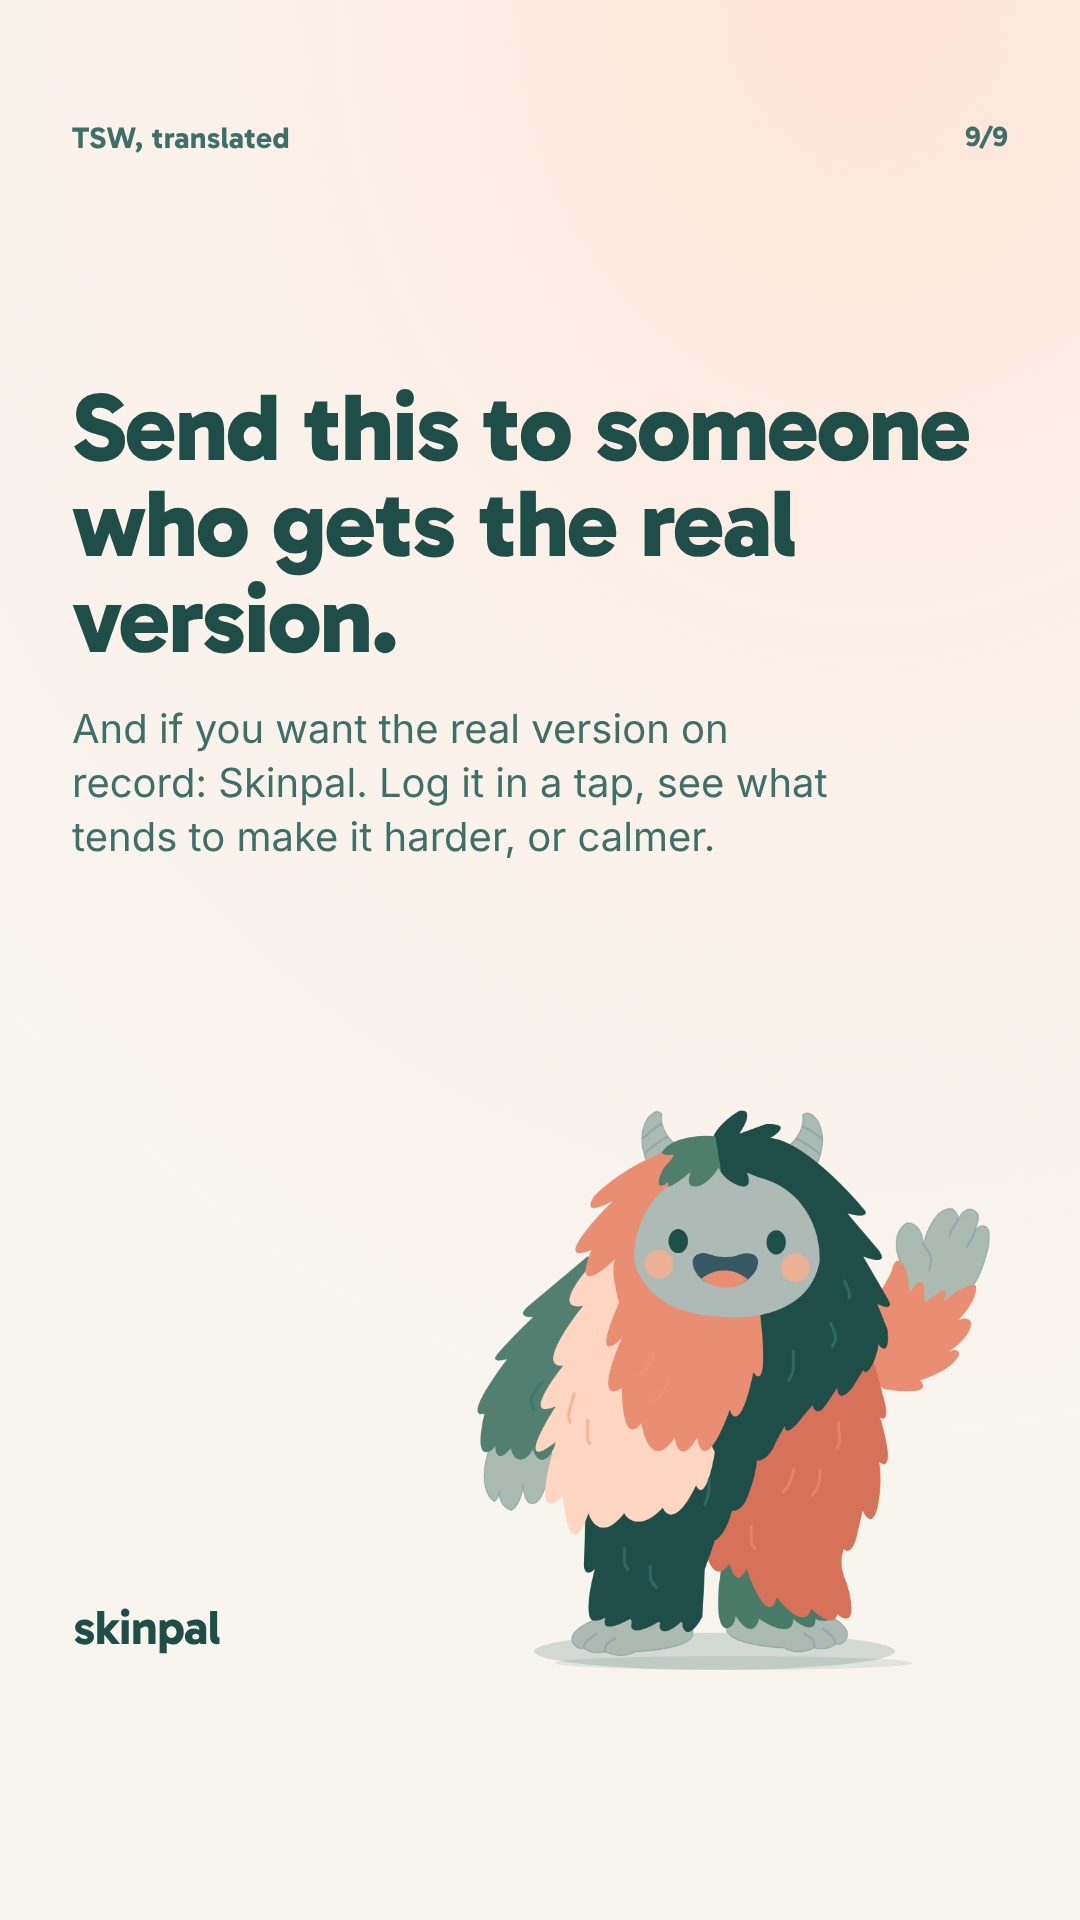 TSW, translated
9/9
Send this to someone
who gets the real
version.
And if you want the real version on
record: Skinpal. Log it in a tap, see what
tends to make it harder, or calmer.
skinpal